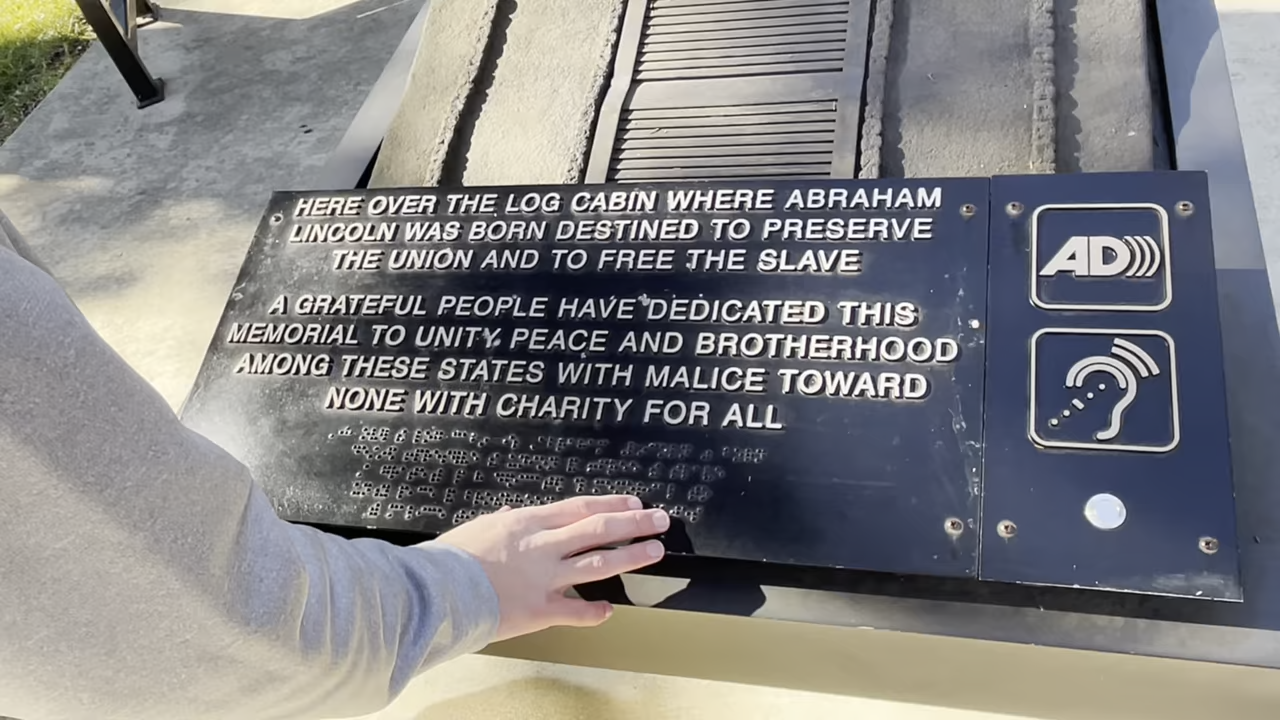 HERE OVER THE LOG CABIN WHERE ABRAHAM
LINCOLN WAS BORN DESTINED TO PRESERVE
THE UNION AND TO FREE THE SLAVE
A GRATEFUL PEOPLE HAVE DEDICATED THIS
MEMORIAL TO UNITY PEACE AND BROTHERHOOD
AMONG THESE STATES WITH MALICE TOWARD
NONE WITH CHARITY FOR ALL
AD